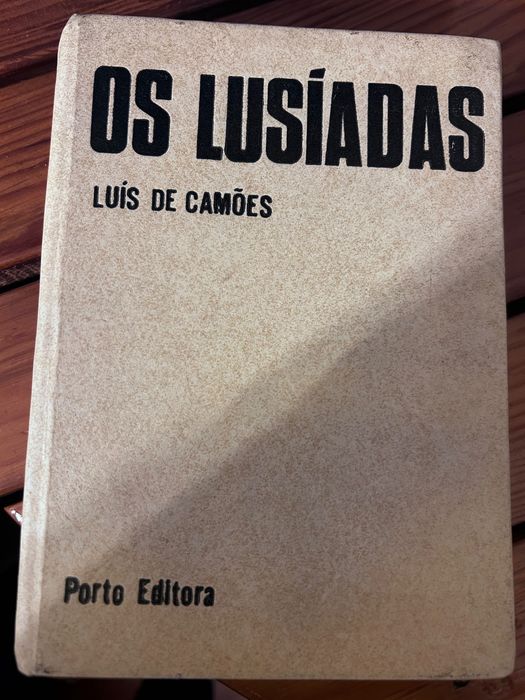 OS LUSÍADAS
LUÍS DE CAMÕES
Porto Editora